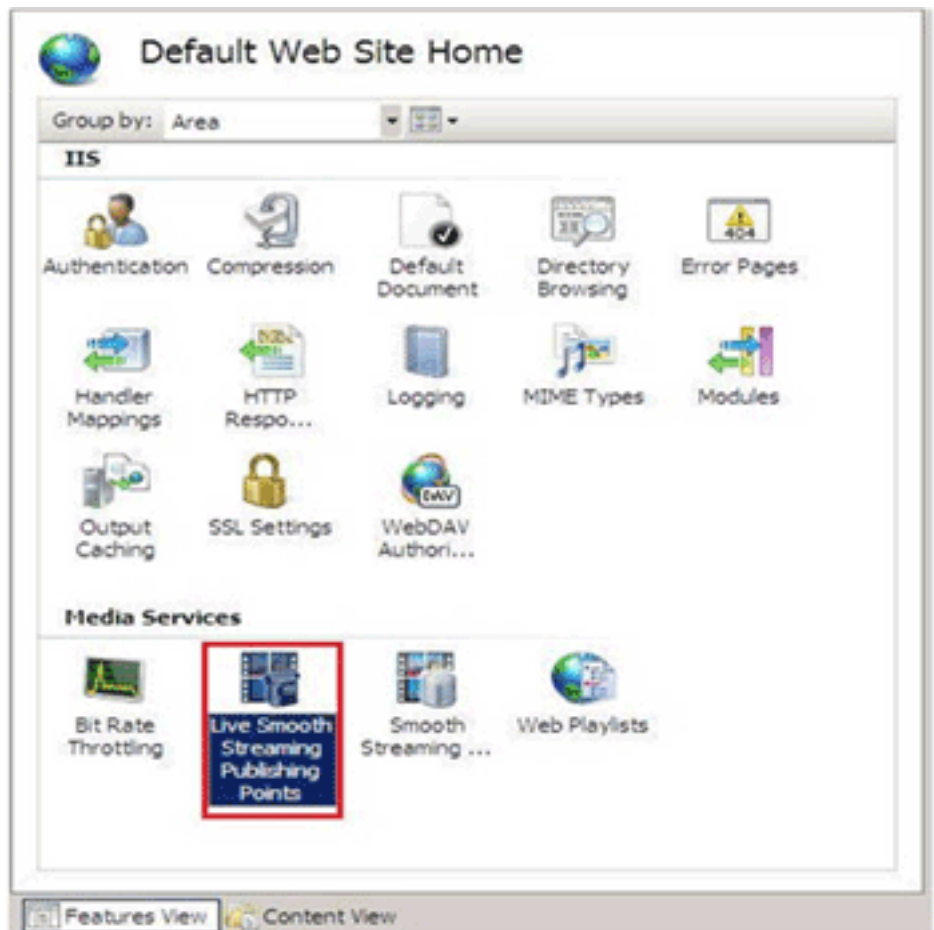 Default Web Site Home
Group by: Area
IIS
Authentication
Compression
Default
Document
Directory
Browsing
404
Error Pages
Handler
Mappings
HTTP
Respo...
Logging
MIME Types
Modules
Output
Caching
SSL Settings
DAV
WebDAV
Authori...
Media Services
Bit Rate
Throttling
Live Smooth
Streaming
Publishing
Points
Smooth
Streaming ...
Web Playlists
Features View
Content View